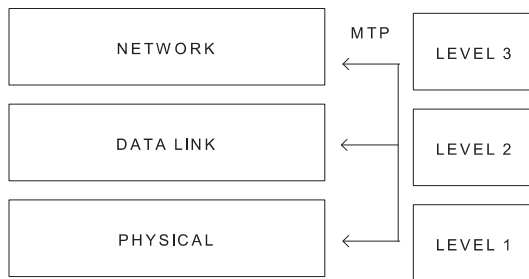 NETWORK
MTP
LEVEL 3
DATA LINK
LEVEL 2
PHYSICAL
LEVEL 1